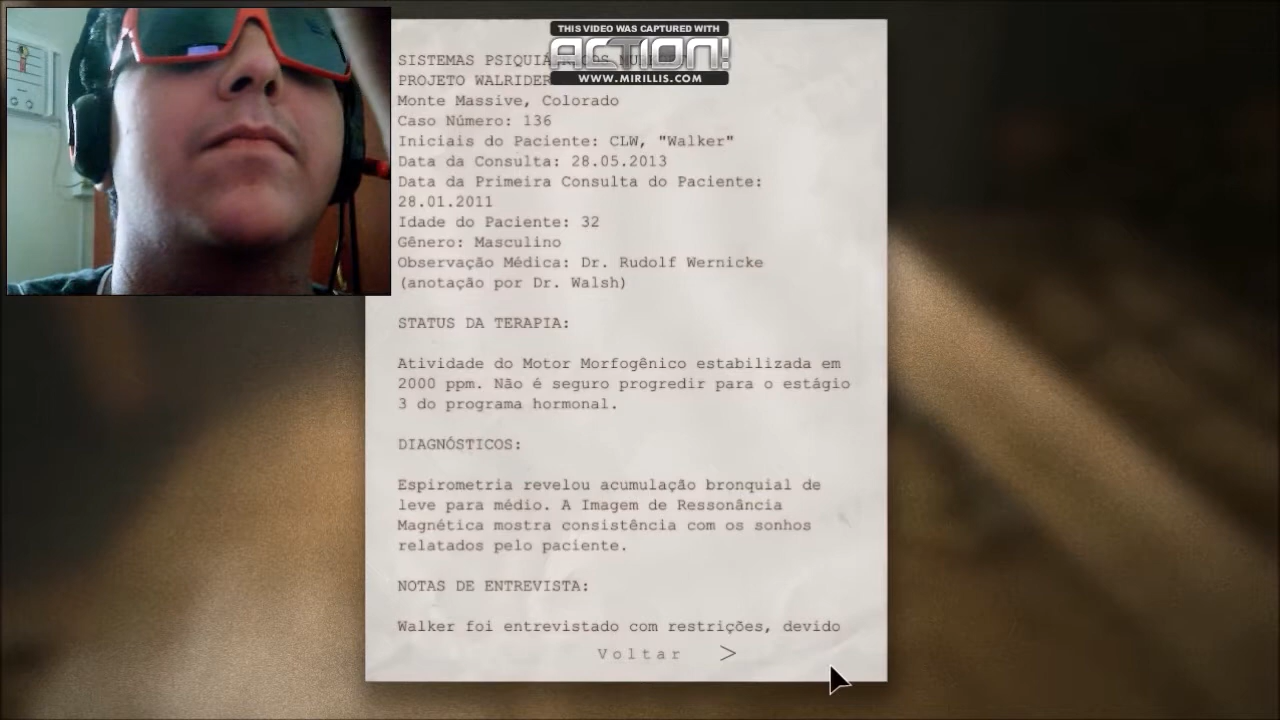 THIS VIDEO WAS CAPTURED WITH
ACTION!
WWW.MIRILLIS.COM
SISTEMAS
PROJETO WALRIDER
Monte Massive, Colorado
Caso Número: 136
Iniciais do Paciente: CLW, "Walker"
Data da Consulta: 28.05.2013
Data da Primeira Consulta do Paciente:
28.01.2011
Idade do Paciente: 32
Gênero: Masculino
Observação Médica: Dr. Rudolf Wernicke
(anotação por Dr. Walsh)
STATUS DA TERAPIA:
Atividade do Motor Morfogênico estabilizada em
2000 ppm. Não é seguro progredir para o estágio
3 do programa hormonal.
DIAGNÓSTICOS:
Espirometria revelou acumulação bronquial de
leve para médio. A Imagem de Ressonância
Magnética mostra consistência com os sonhos
relatados pelo paciente.
NOTAS DE ENTREVISTA:
Walker foi entrevistado com restrições, devido
Voltar >